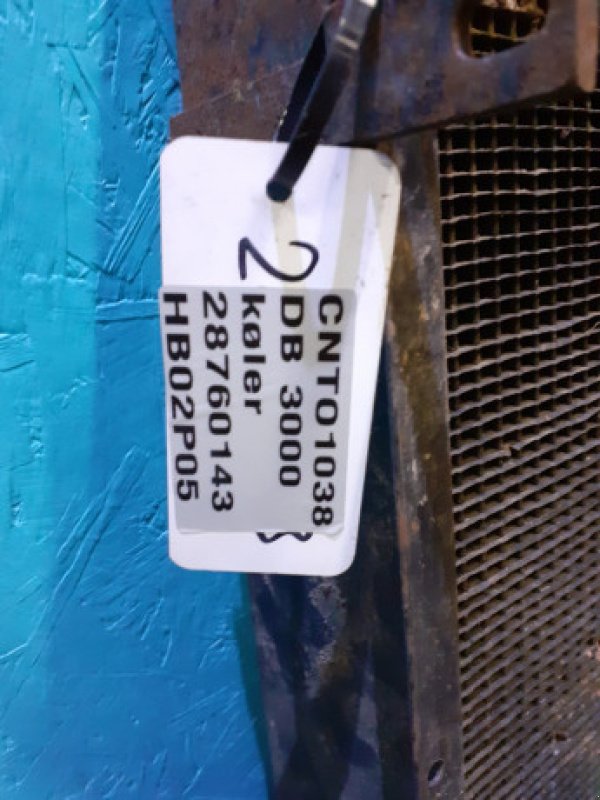 2
CNTO1038
DB 3000
køler
28760143
HB02P05